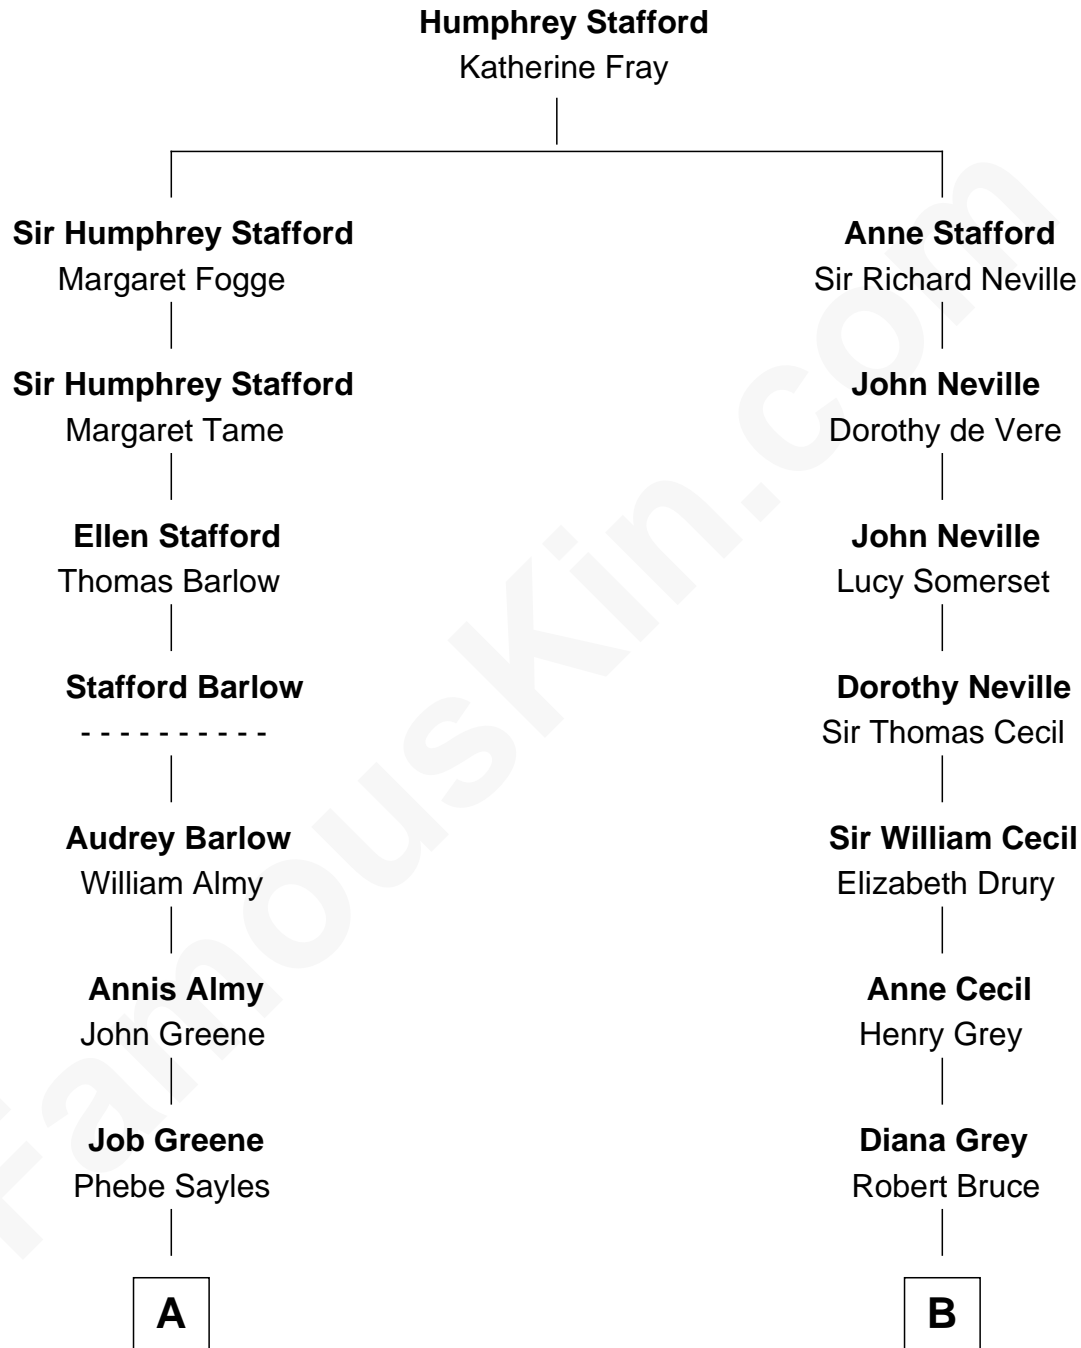 Humphrey Stafford
Katherine Fray
Sir Humphrey Stafford
Margaret Fogge
Anne Stafford
Sir Richard Neville
Sir Humphrey Stafford
Margaret Tame
John Neville
Dorothy de Vere
Ellen Stafford
Thomas Barlow
John Neville
Lucy Somerset
Stafford Barlow
- - - - - - - - - -
Dorothy Neville
Sir Thomas Cecil
Audrey Barlow
William Almy
Sir William Cecil
Elizabeth Drury
Annis Almy
John Greene
Anne Cecil
Henry Grey
Job Greene
Phebe Sayles
Diana Grey
Robert Bruce
A
B
FamousKin.com